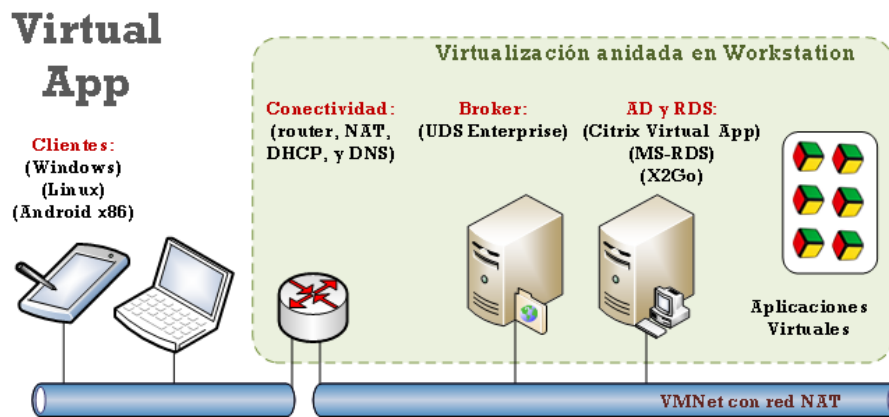 Virtual
App
Virtualización anidada en Workstation
Clientes:
(Windows)
(Linux)
(Android x86)
Conectividad:
(router, NAT,
DHCP, y DNS)
Broker:
(UDS Enterprise)
AD y RDS:
(Citrix Virtual App)
(MS-RDS)
(X2Go)
Aplicaciones
Virtuales
VMNet con red NAT